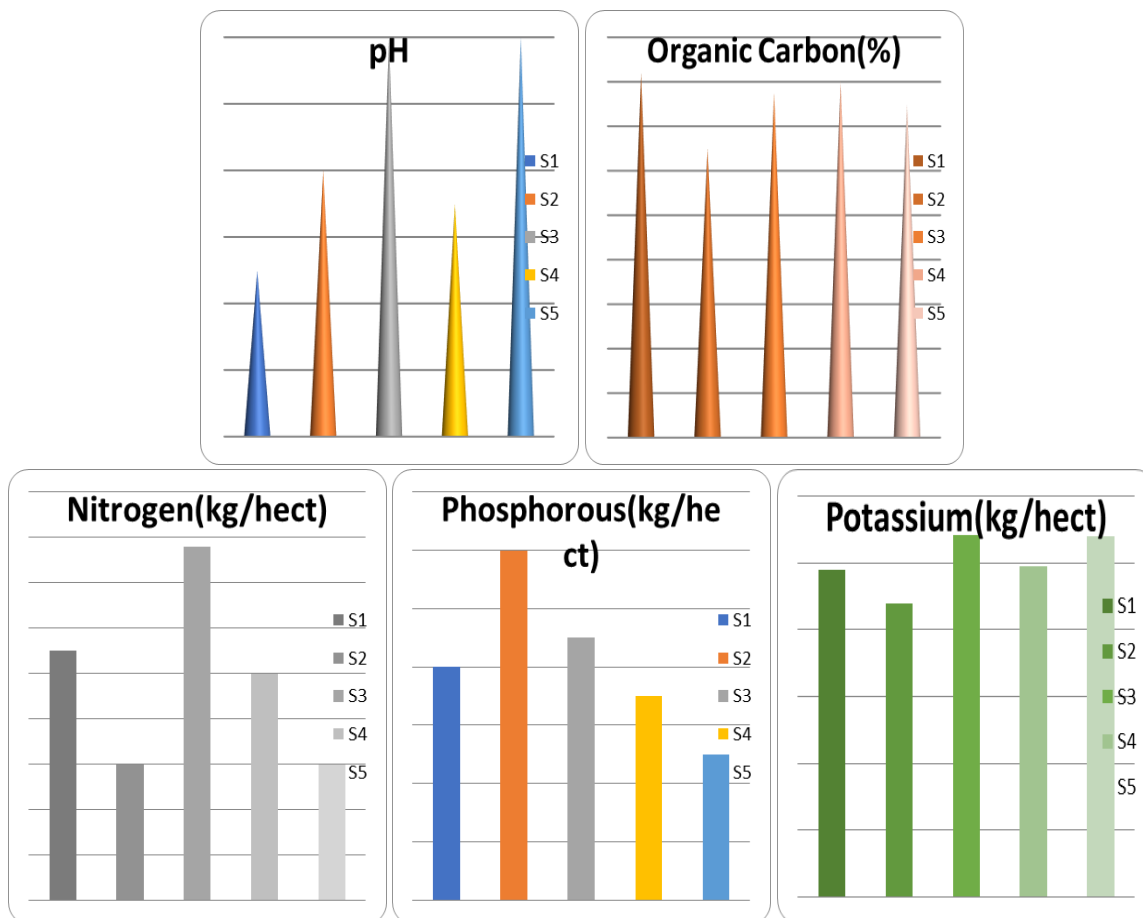 pH
S1
S2
S3
S4
S5
Organic Carbon(%)
S1
S2
S3
S4
S5
Nitrogen(kg/hect)
S1
S2
S3
S4
S5
Phosphorous(kg/he
ct)
S1
S2
S3
S4
S5
Potassium(kg/hect)
S1
S2
S3
S4
S5